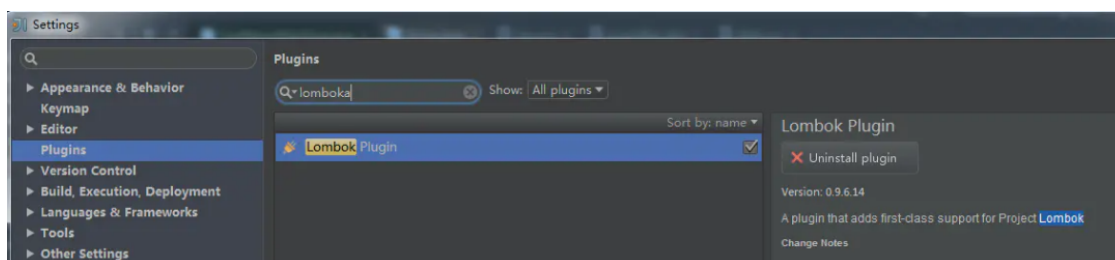 Settings
Plugins
Appearance & Behavior
Keymap
Editor
Plugins
Version Control
Build, Execution, Deployment
Languages & Frameworks
Tools
Other Settings
lomboka
Show: All plugins
Sort by: name
Lombok Plugin
Lombok Plugin
Uninstall plugin
Version: 0.9.6.14
A plugin that adds first-class support for Project Lombok
Change Notes